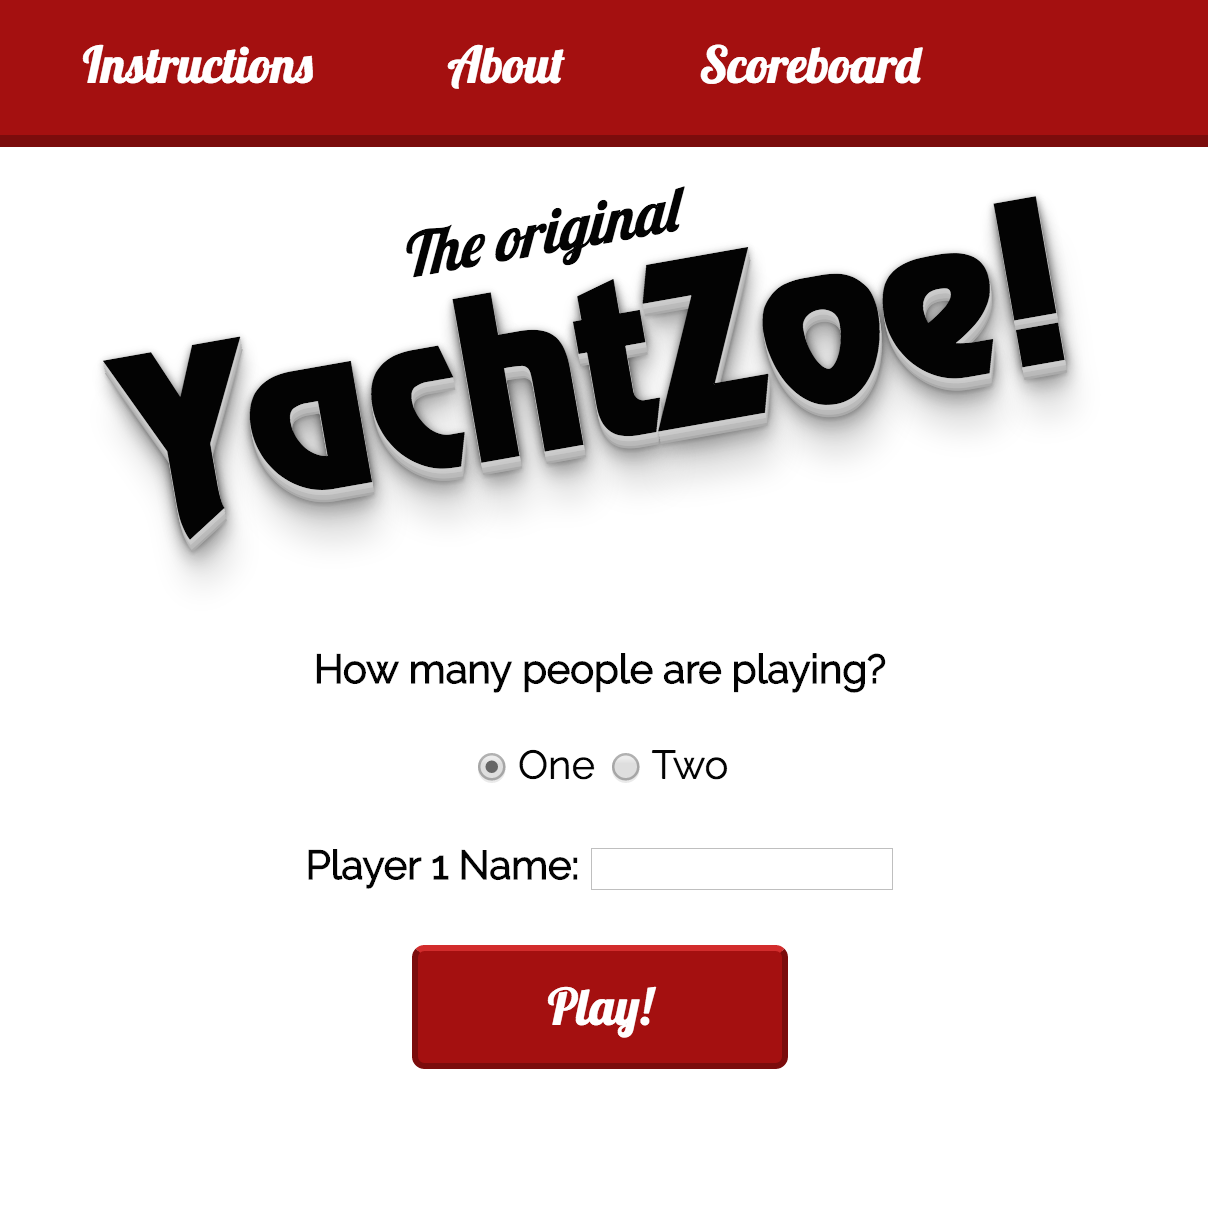 Instructions About Scoreboard
The original
YachtZoe!
How many people are playing?
One Two
Player 1 Name:
Play!